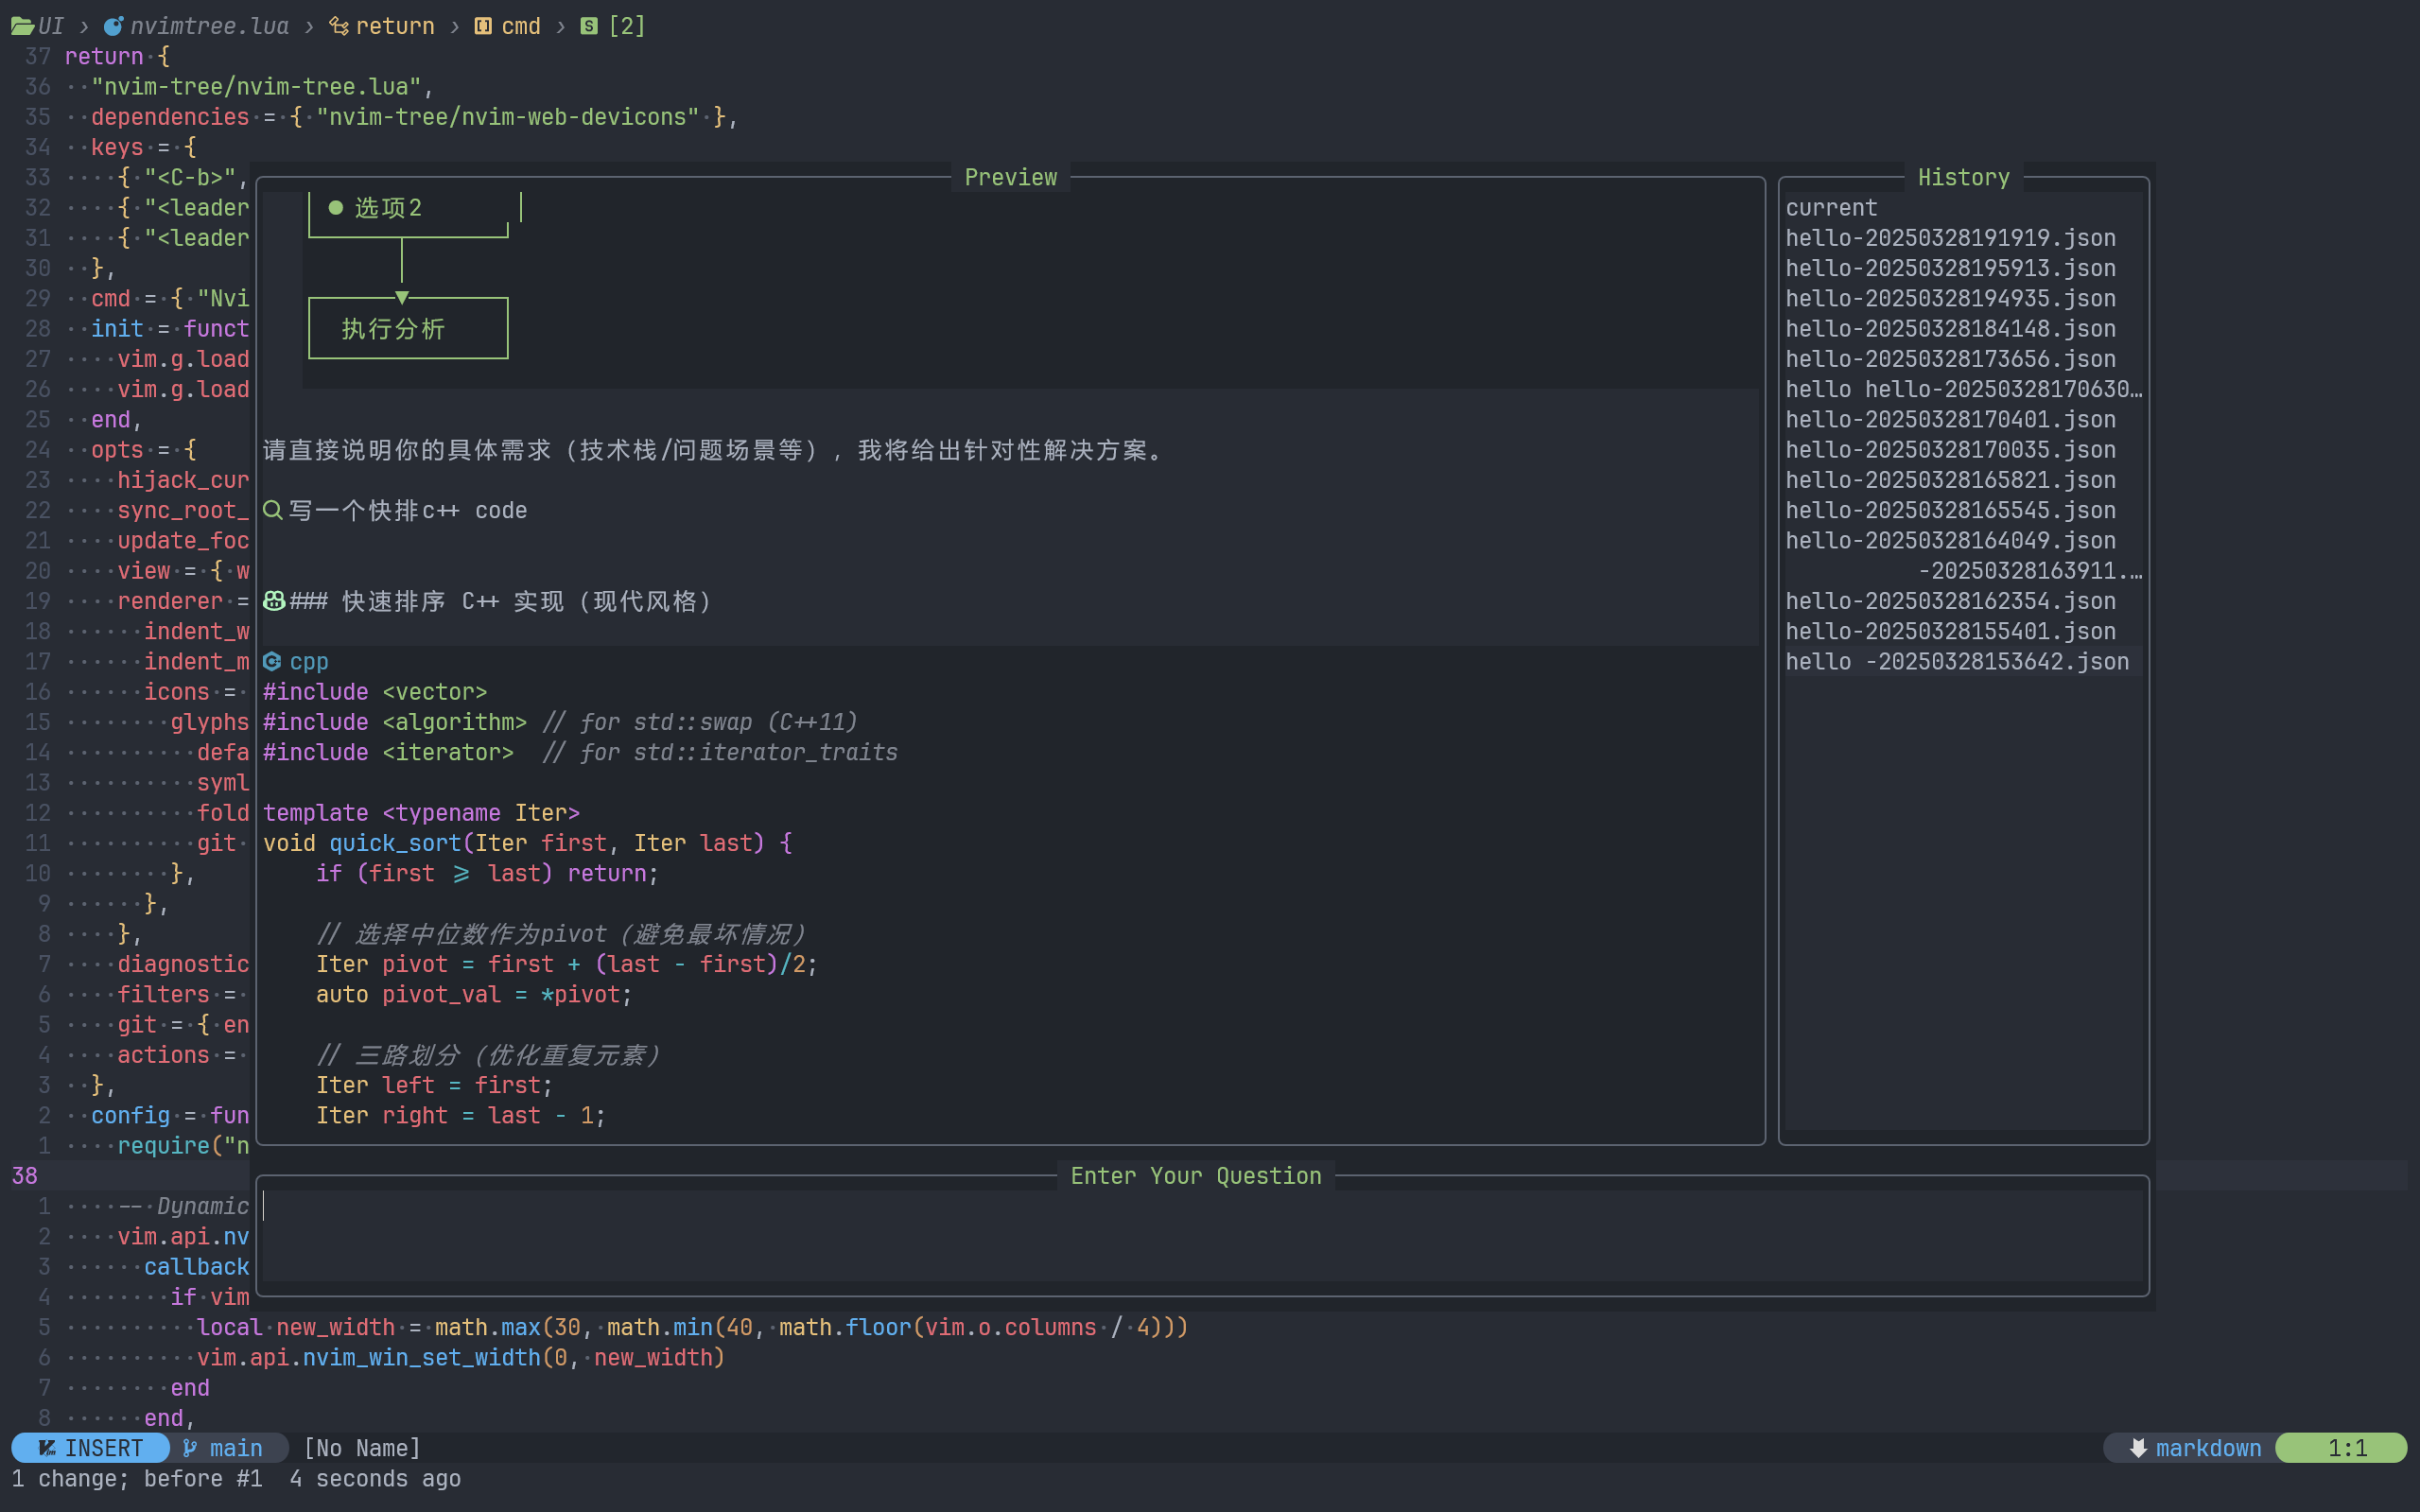 UI › nvimtree.lua › return › cmd › [2]
37 return {
36 "nvim-tree/nvim-tree.lua",
35 dependencies = { "nvim-tree/nvim-web-devicons" },
34 keys = {
33 { "<C-b>",
32 { "<leader
31 { "<leader
30 },
29 cmd = { "Nvi
28 init = funct
27 vim.g.load
26 vim.g.load
25 end,
24 opts = {
23 hijack_cur
22 sync_root_
21 update_foc
20 view = { w
19 renderer =
18 indent_w
17 indent_m
16 icons =
15 glyphs
14 defa
13 syml
12 fold
11 git
10 },
9 },
8 },
7 diagnostic
6 filters =
5 git = { en
4 actions =
3 },
2 config = fun
1 require("n
38
1 -- Dynamic
2 vim.api.nv
3 callback
4 if vim
5 local new_width = math.max(30, math.min(40, math.floor(vim.o.columns / 4)))
6 vim.api.nvim_win_set_width(0, new_width)
7 end
8 end,
Preview
● 选项2
执行分析
请直接说明你的具体需求（技术栈/问题场景等），我将给出针对性解决方案。
写一个快排c++ code
### 快速排序 C++ 实现（现代风格）
cpp
#include <vector>
#include <algorithm> // for std::swap (C++11)
#include <iterator>  // for std::iterator_traits
template <typename Iter>
void quick_sort(Iter first, Iter last) {
if (first >= last) return;
// 选择中位数作为pivot（避免最坏情况）
Iter pivot = first + (last - first)/2;
auto pivot_val = *pivot;
// 三路划分（优化重复元素）
Iter left = first;
Iter right = last - 1;
History
current
hello-20250328191919.json
hello-20250328195913.json
hello-20250328194935.json
hello-20250328184148.json
hello-20250328173656.json
hello hello-20250328170630…
hello-20250328170401.json
hello-20250328170035.json
hello-20250328165821.json
hello-20250328165545.json
hello-20250328164049.json
-20250328163911.…
hello-20250328162354.json
hello-20250328155401.json
hello -20250328153642.json
Enter Your Question
INSERT main [No Name] markdown 1:1
1 change; before #1  4 seconds ago